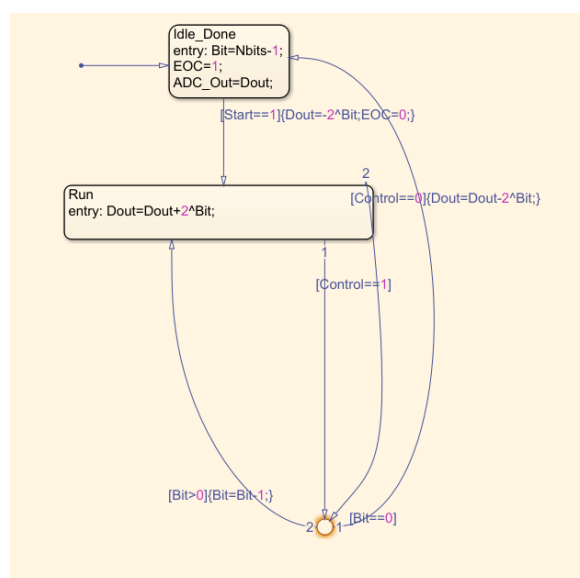 Idle_Done
entry: Bit=Nbits-1;
EOC=1;
ADC_Out=Dout;
[Start==1]{Dout=-2^Bit;EOC=0;}
2
Run
entry: Dout=Dout+2^Bit;
[Control==0]{Dout=Dout-2^Bit;}
1
[Control==1]
[Bit>0]{Bit=Bit-1;}
2
1
[Bit==0]